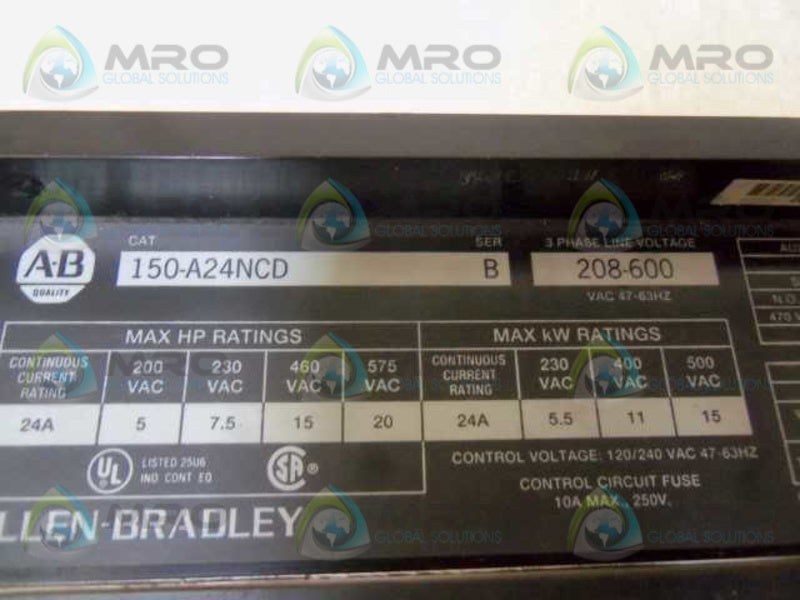 MRO MRO MRO
GLOBAL SOLUTIONS GLOBAL SOLUTIONS GLOBAL SOLUTIONS
CAT SER 3 PHASE LINE VOLTAGE
A-B 150-A24NCD B 208-600
QUALITY VAC 47-63HZ
MAX HP RATINGS MAX kW RATINGS
CONTINUOUS CURRENT RATING 200 VAC 230 VAC 460 VAC 575 VAC CONTINUOUS CURRENT RATING 230 VAC 400 VAC 500 VAC
24A 5 7.5 15 20 24A 5.5 11 15
UL LISTED 25U6 SA ®
IND CONT EQ
CONTROL VOLTAGE: 120/240 VAC 47-63HZ
CONTROL CIRCUIT FUSE
10A MAX., 250V.
LLEN-BRADLEY
AU
S
N.O.
470 V